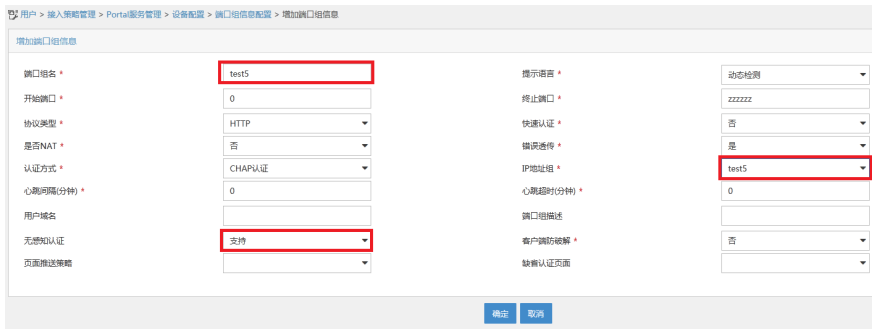 用户 > 接入策略管理 > Portal服务管理 > 设备配置 > 端口组信息配置 > 增加端口组信息
增加端口组信息
端口组名 * test5 提示语言 * 动态检测
开始端口 * 0 终止端口 * zzzzzz
协议类型 * HTTP 快速认证 * 否
是否NAT * 否 错误透传 * 是
认证方式 * CHAP认证 IP地址组 * test5
心跳间隔(分钟) * 0 心跳超时(分钟) * 0
用户域名 端口组描述
无感知认证 支持 客户端防破解 * 否
页面推送策略 缺省认证页面
确定 取消